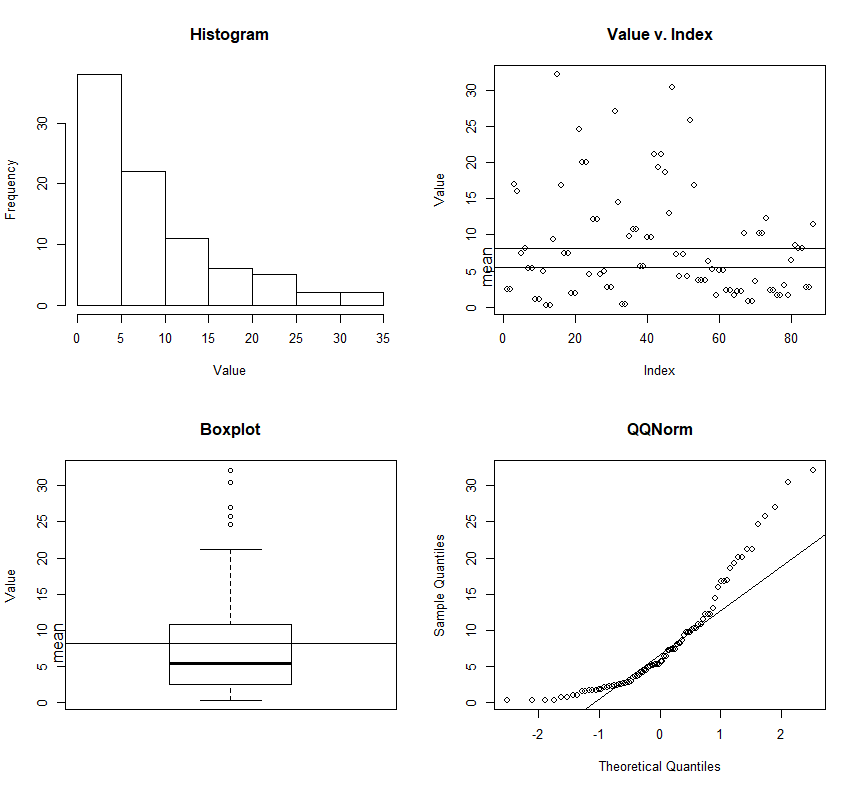 Histogram
Frequency
30
20
10
0
0 5 10 15 20 25 30 35
Value
Value v. Index
Value
30
25
20
15
10
5
0
mean
0 20 40 60 80
Index
Boxplot
Value
30
25
20
15
10
5
0
mean
QQNorm
Sample Quantiles
30
25
20
15
10
5
0
-2 -1 0 1 2
Theoretical Quantiles